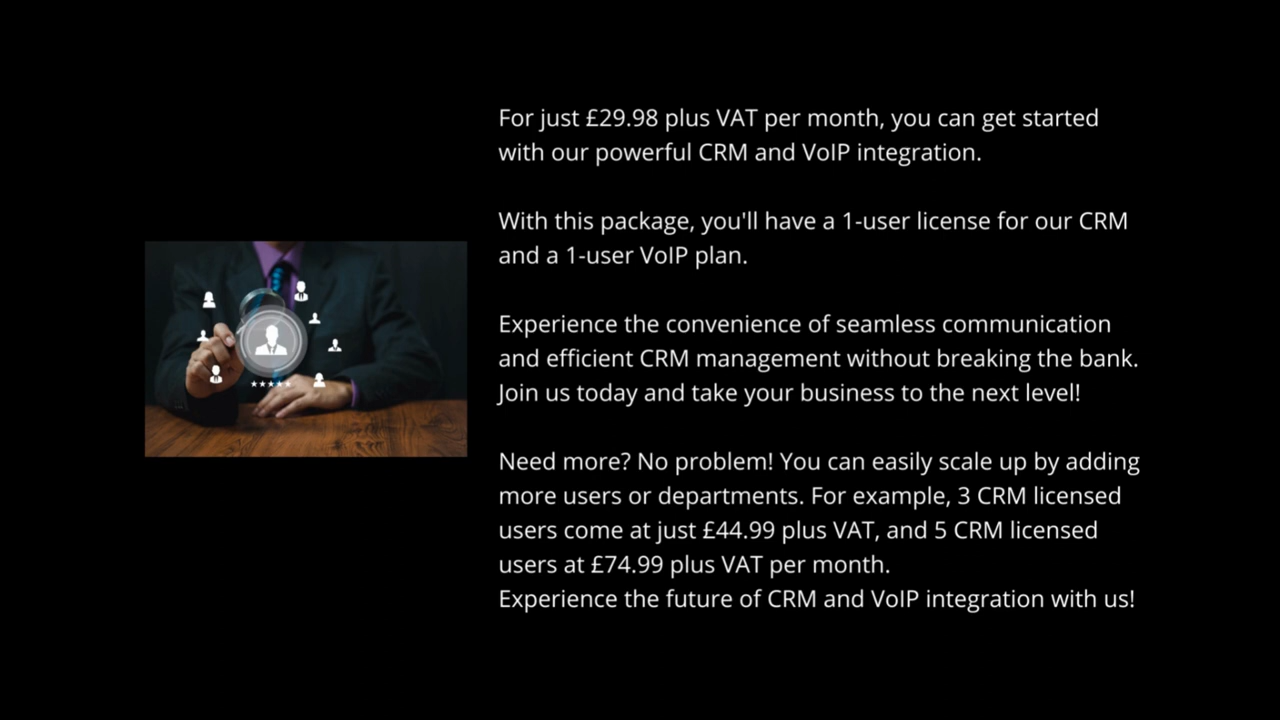 For just £29.98 plus VAT per month, you can get started
with our powerful CRM and VoIP integration.
With this package, you'll have a 1-user license for our CRM
and a 1-user VoIP plan.
Experience the convenience of seamless communication
and efficient CRM management without breaking the bank.
Join us today and take your business to the next level!
Need more? No problem! You can easily scale up by adding
more users or departments. For example, 3 CRM licensed
users come at just £44.99 plus VAT, and 5 CRM licensed
users at £74.99 plus VAT per month.
Experience the future of CRM and VoIP integration with us!